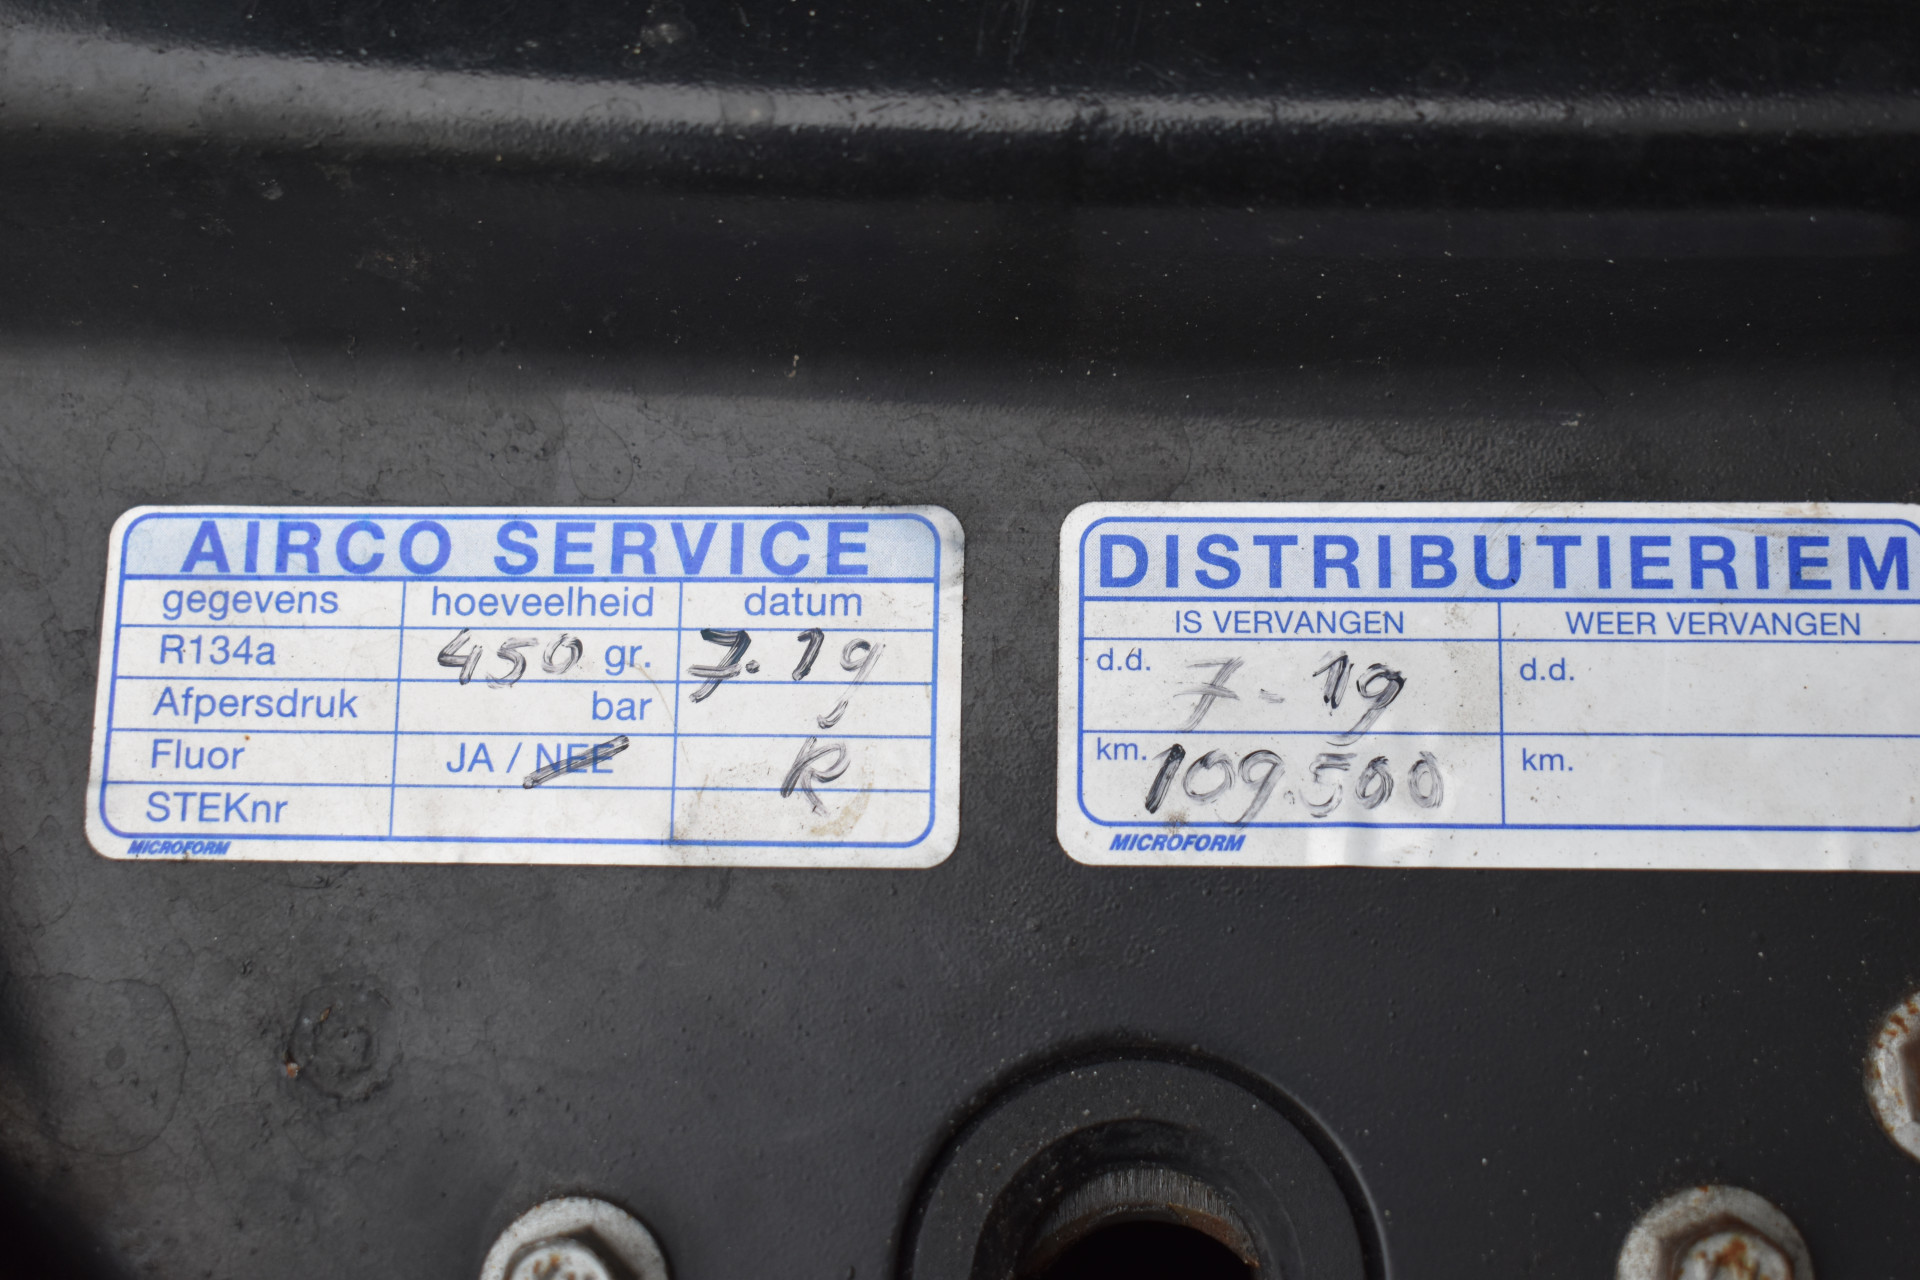 AIRCO SERVICE
gegevens hoeveelheid datum
R134a 450 gr. 7.19
Afpersdruk bar
Fluor JA / NEE R
STEKnr
MICROFORM
DISTRIBUTIERIEM
IS VERVANGEN WEER VERVANGEN
d.d. 7-19 d.d.
km. 109.500 km.
MICROFORM